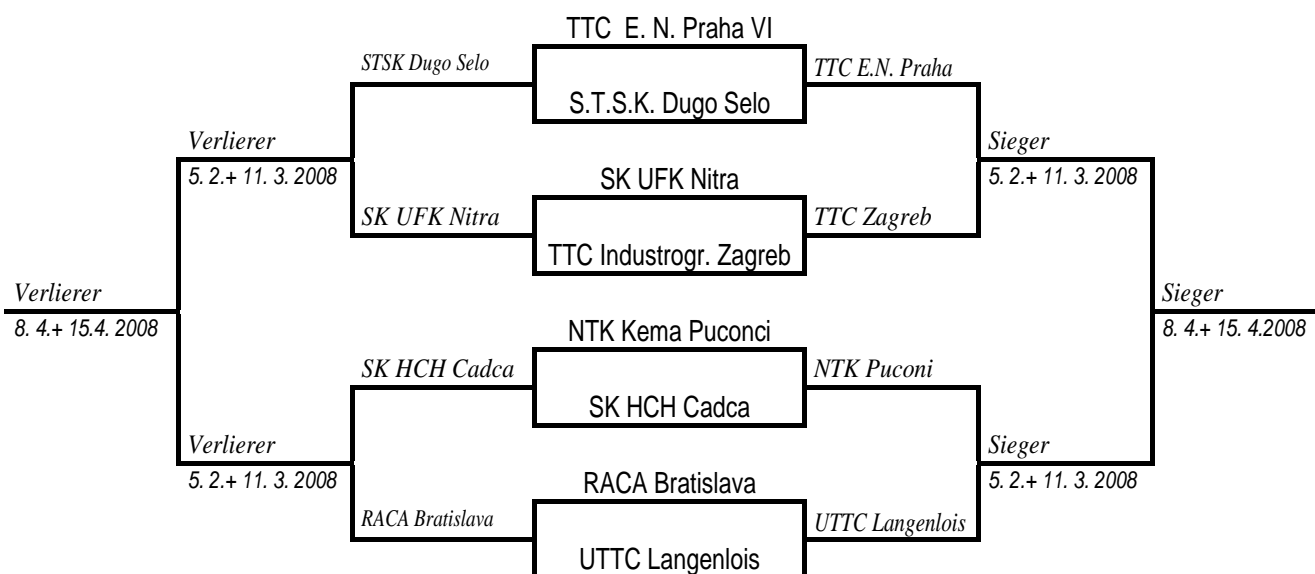 TTC E. N. Praha VI
STSK Dugo Selo
TTC E.N. Praha
S.T.S.K. Dugo Selo
Verlierer
Sieger
5. 2.+ 11. 3. 2008
SK UFK Nitra
5. 2.+ 11. 3. 2008
SK UFK Nitra
TTC Zagreb
TTC Industrogr. Zagreb
Verlierer
Sieger
8. 4.+ 15.4. 2008
NTK Kema Puconci
8. 4.+ 15. 4.2008
SK HCH Cadca
NTK Puconi
SK HCH Cadca
Verlierer
Sieger
5. 2.+ 11. 3. 2008
RACA Bratislava
5. 2.+ 11. 3. 2008
RACA Bratislava
UTTC Langenlois
UTTC Langenlois